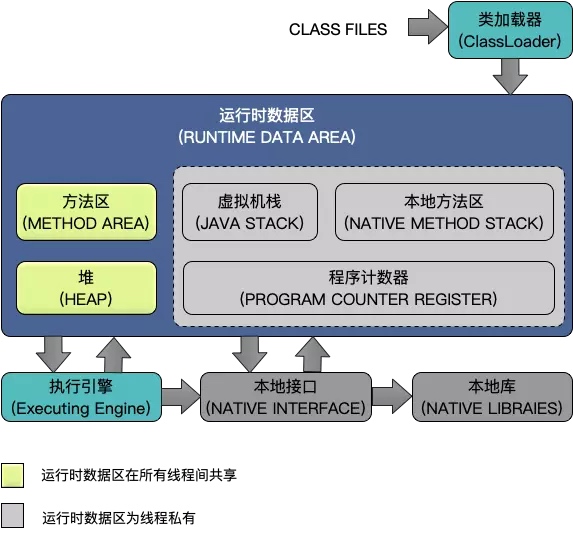 CLASS FILES
类加载器
(ClassLoader)
运行时数据区
(RUNTIME DATA AREA)
方法区
(METHOD AREA)
虚拟机栈
(JAVA STACK)
本地方法区
(NATIVE METHOD STACK)
堆
(HEAP)
程序计数器
(PROGRAM COUNTER REGISTER)
执行引擎
(Executing Engine)
本地接口
(NATIVE INTERFACE)
本地库
(NATIVE LIBRAIES)
运行时数据区在所有线程间共享
运行时数据区为线程私有